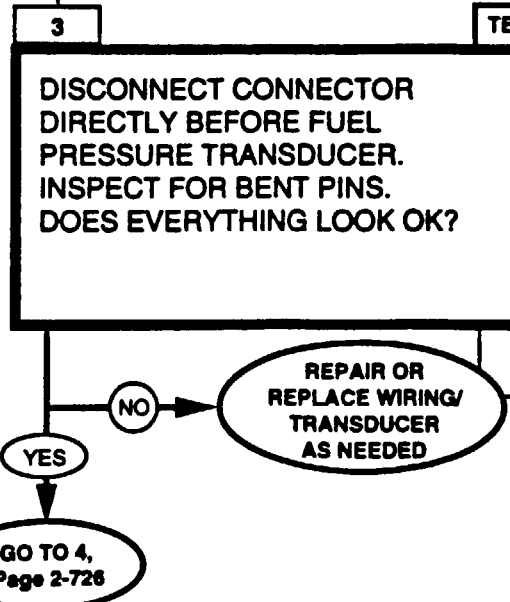 3
TE
DISCONNECT CONNECTOR
DIRECTLY BEFORE FUEL
PRESSURE TRANSDUCER.
INSPECT FOR BENT PINS.
DOES EVERYTHING LOOK OK?
NO
REPAIR OR
REPLACE WIRING/
TRANSDUCER
AS NEEDED
YES
GO TO 4,
Page 2-726